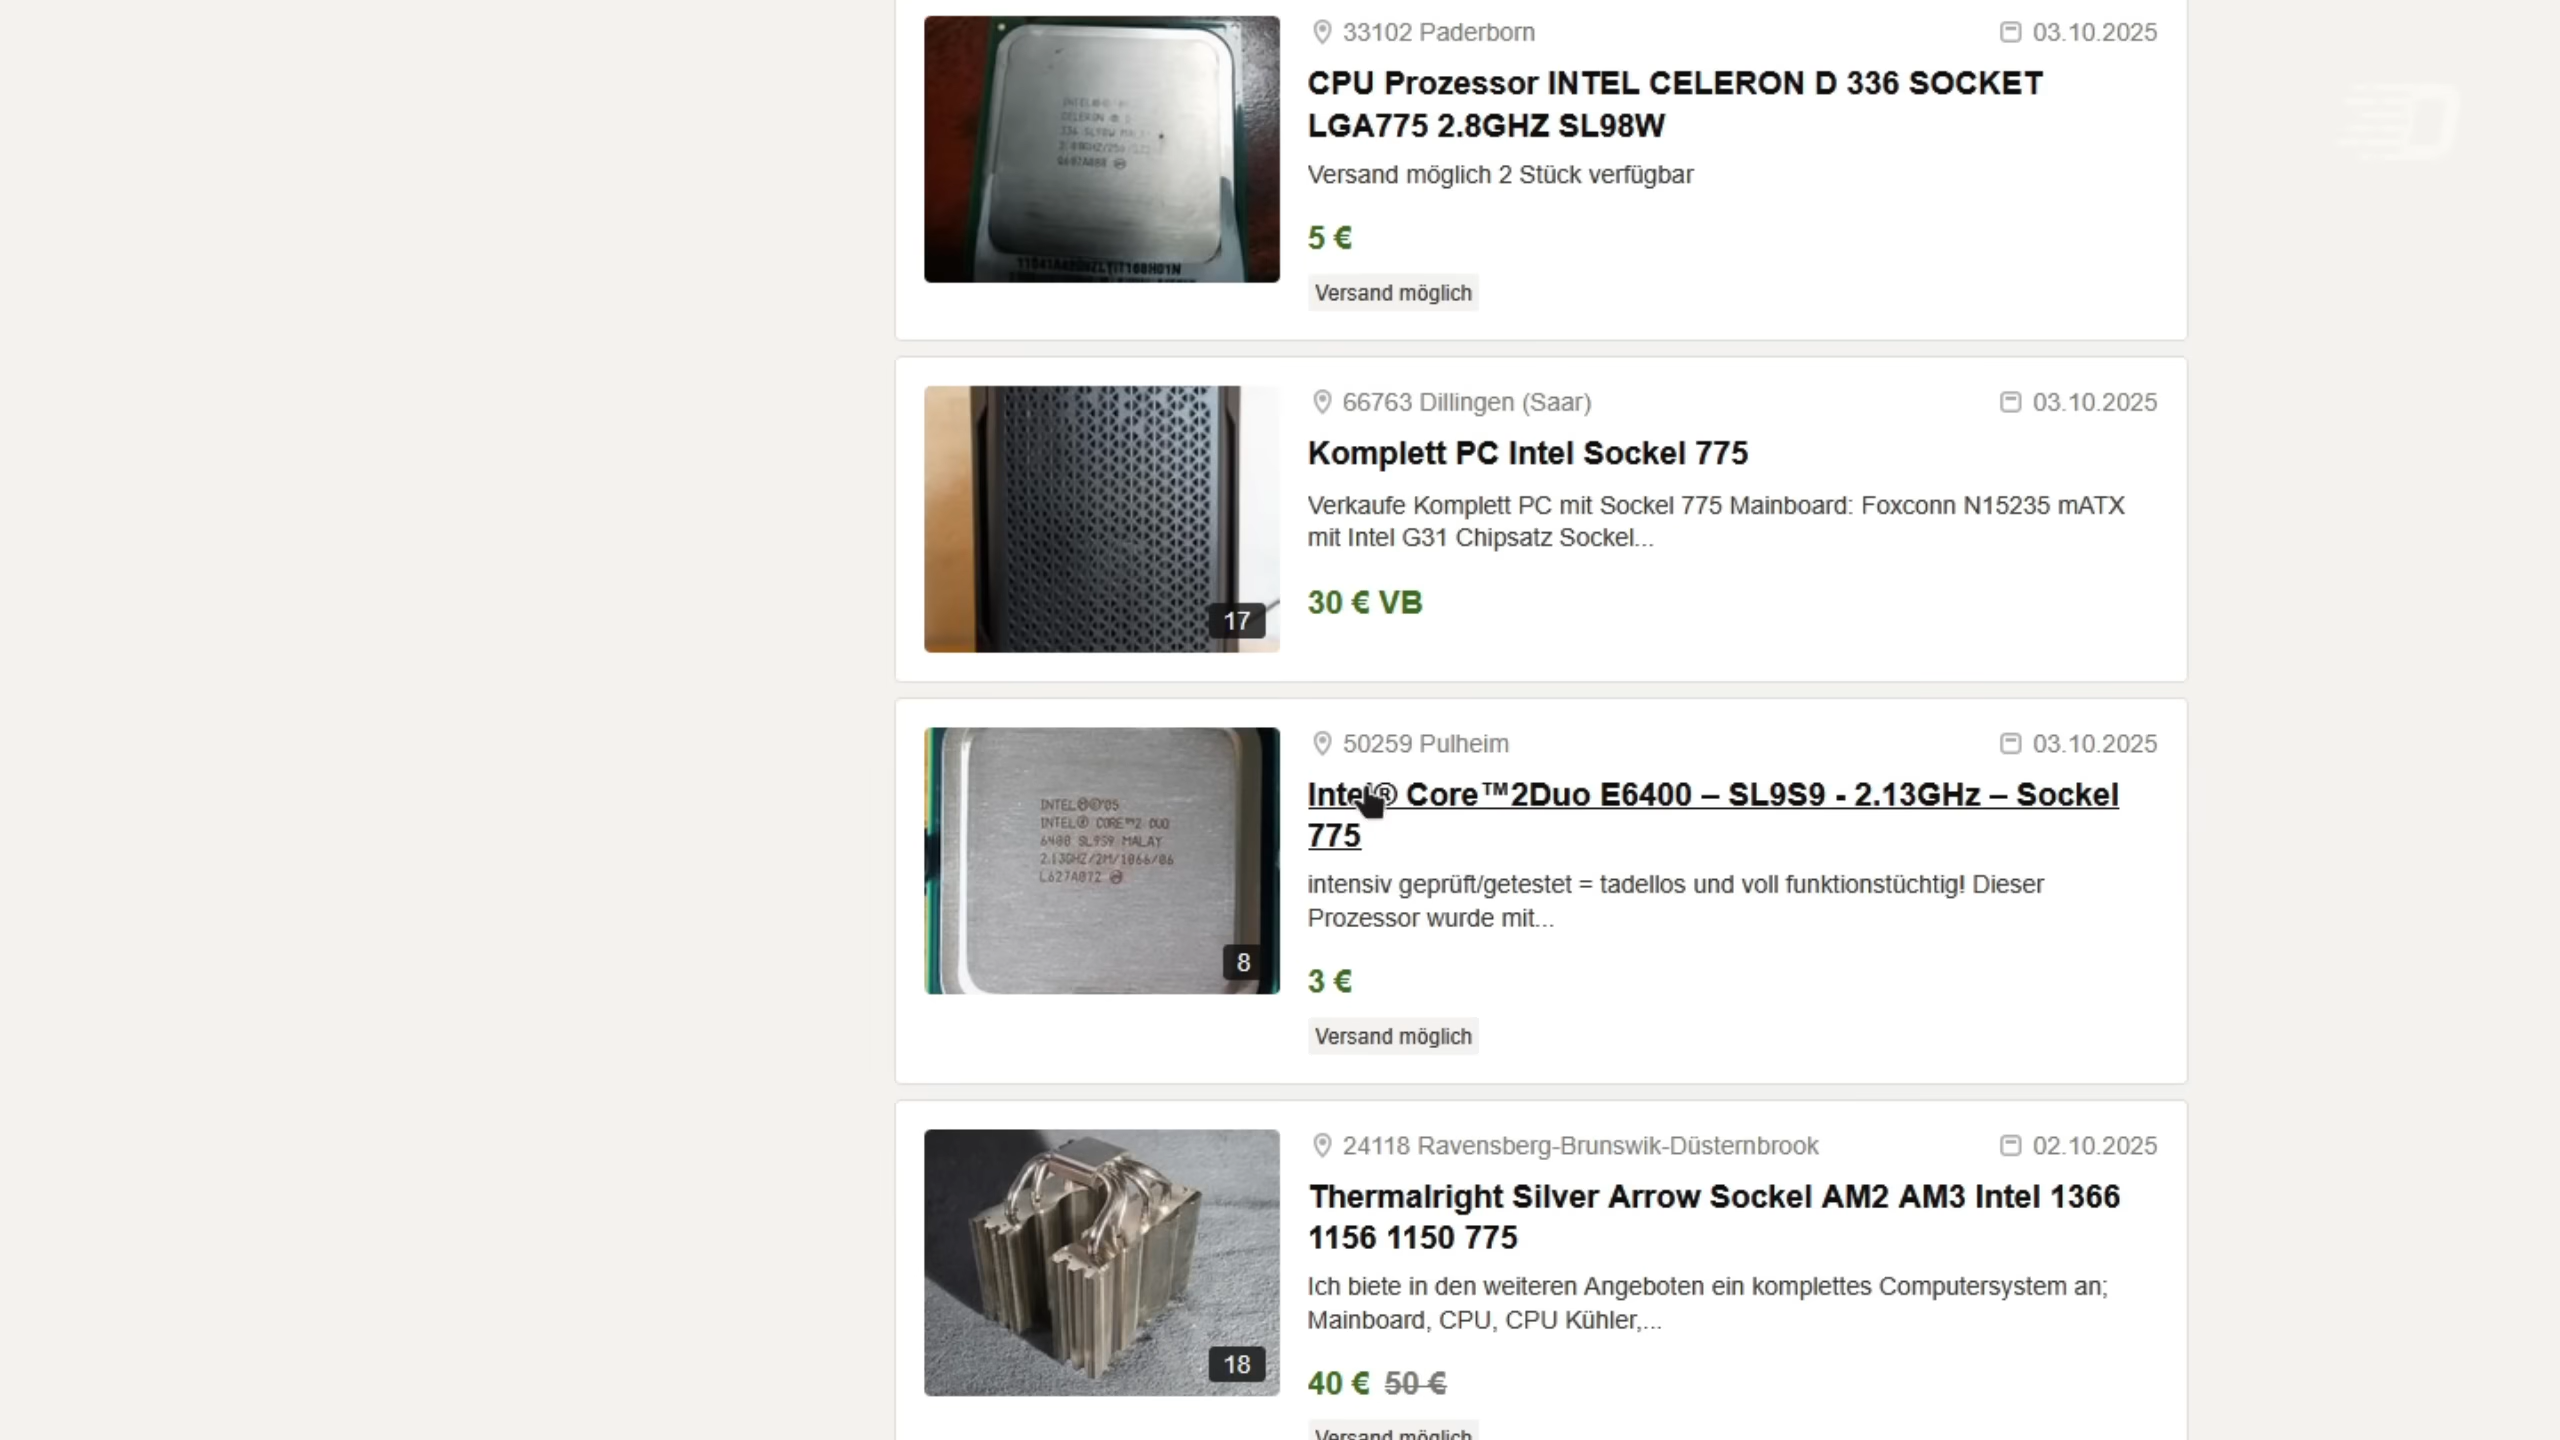 33102 Paderborn
03.10.2025
CPU Prozessor INTEL CELERON D 336 SOCKET
LGA775 2.8GHZ SL98W
Versand möglich 2 Stück verfügbar
5 €
Versand möglich
66763 Dillingen (Saar)
03.10.2025
Komplett PC Intel Sockel 775
Verkaufe Komplett PC mit Sockel 775 Mainboard: Foxconn N15235 mATX
mit Intel G31 Chipsatz Sockel...
30 € VB
17
50259 Pulheim
03.10.2025
Intel® Core™2Duo E6400 – SL9S9 - 2.13GHz – Sockel
775
intensiv geprüft/getestet = tadellos und voll funktionstüchtig! Dieser
Prozessor wurde mit...
3 €
Versand möglich
INTEL®©'05
INTEL® CORE™2 DUO
6400 SL9S9 MALAY
2.13GHZ/2M/1066/06
L627A072
8
24118 Ravensberg-Brunswik-Düsternbrook
02.10.2025
Thermalright Silver Arrow Sockel AM2 AM3 Intel 1366
1156 1150 775
Ich biete in den weiteren Angeboten ein komplettes Computersystem an;
Mainboard, CPU, CPU Kühler,...
40 € 50 €
Versand möglich
18